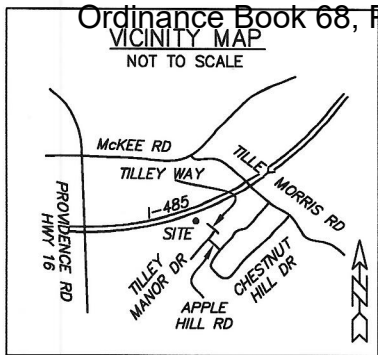 Ordinance Book 68, P
VICINITY MAP
NOT TO SCALE
McKEE RD
TILLEY WAY
TILLE
MORRIS RD
I-485
PROVIDENCE RD
HWY 16
SITE
TILLEY
MANOR DR
CHESTNUT
HILL DR
APPLE
HILL RD